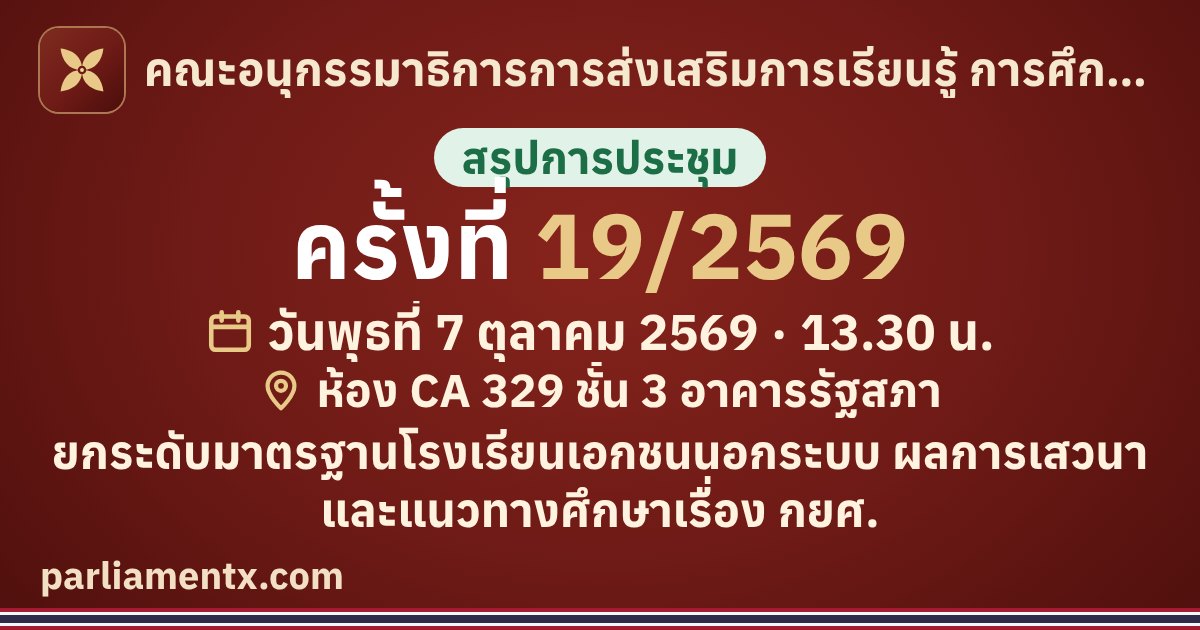 คณะอนุกรรมาธิการการส่งเสริมการเรียนรู้ การศึก...
สรุปการประชุม
ครั้งที่ 19/2569
วันพุธที่ 7 ตุลาคม 2569 · 13.30 น.
ห้อง CA 329 ชั้น 3 อาคารรัฐสภา
ยกระดับมาตรฐานโรงเรียนเอกชนนอกระบบ ผลการเสวนา
และแนวทางศึกษาเรื่อง กยศ.
parliamentx.com